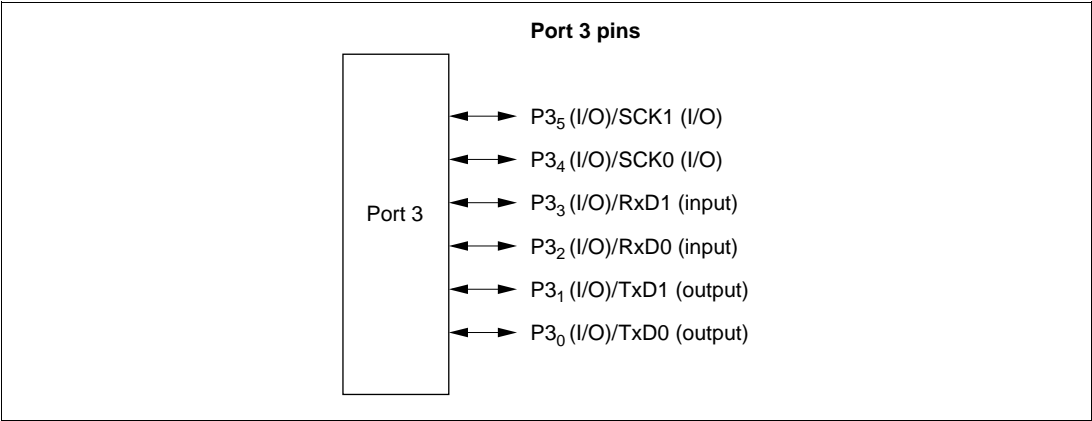 Port 3 pins
P3₅ (I/O)/SCK1 (I/O)
P3₄ (I/O)/SCK0 (I/O)
P3₃ (I/O)/RxD1 (input)
Port 3
P3₂ (I/O)/RxD0 (input)
P3₁ (I/O)/TxD1 (output)
P3₀ (I/O)/TxD0 (output)